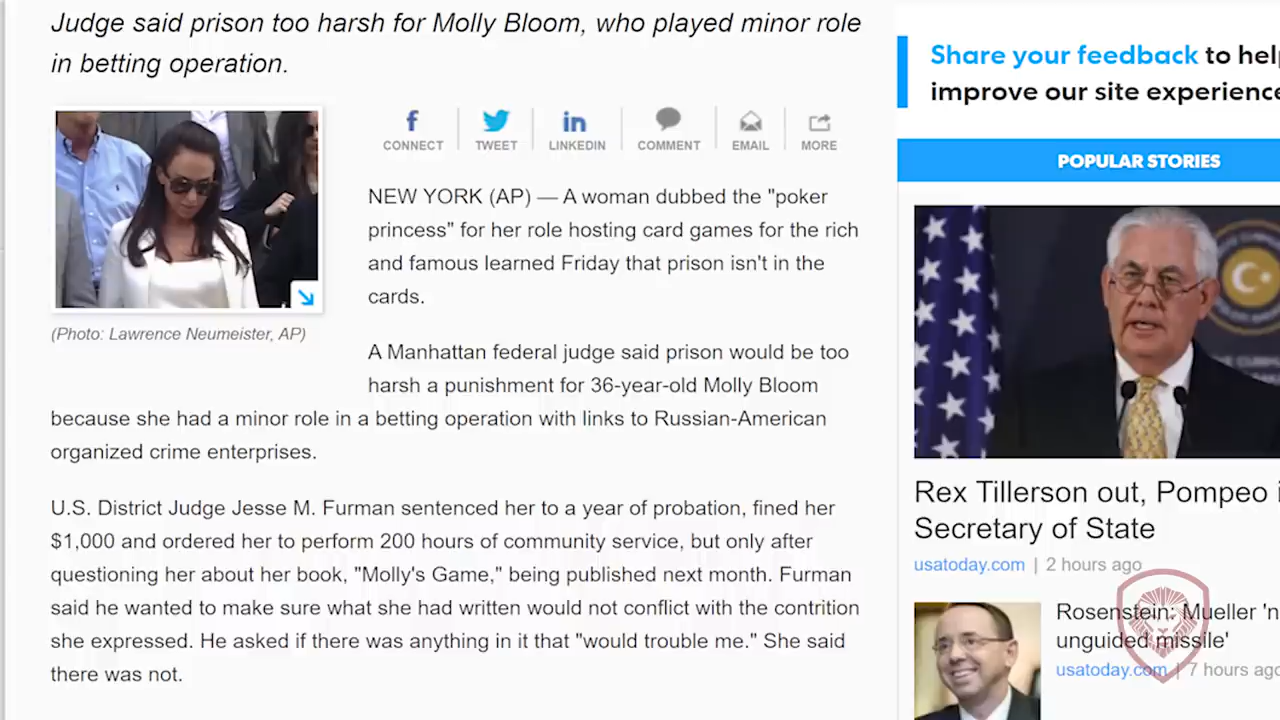 Judge said prison too harsh for Molly Bloom, who played minor role
in betting operation.
CONNECT
TWEET
LINKEDIN
COMMENT
EMAIL
MORE
(Photo: Lawrence Neumeister, AP)
NEW YORK (AP) — A woman dubbed the "poker
princess" for her role hosting card games for the rich
and famous learned Friday that prison isn't in the
cards.
A Manhattan federal judge said prison would be too
harsh a punishment for 36-year-old Molly Bloom
because she had a minor role in a betting operation with links to Russian-American
organized crime enterprises.
U.S. District Judge Jesse M. Furman sentenced her to a year of probation, fined her
$1,000 and ordered her to perform 200 hours of community service, but only after
questioning her about her book, "Molly's Game," being published next month. Furman
said he wanted to make sure what she had written would not conflict with the contrition
she expressed. He asked if there was anything in it that "would trouble me." She said
there was not.
Share your feedback to hel
improve our site experience
POPULAR STORIES
Rex Tillerson out, Pompeo i
Secretary of State
usatoday.com | 2 hours ago
Rosenstein: Mueller 'n
unguided missile'
usatoday.com | 7 hours ago